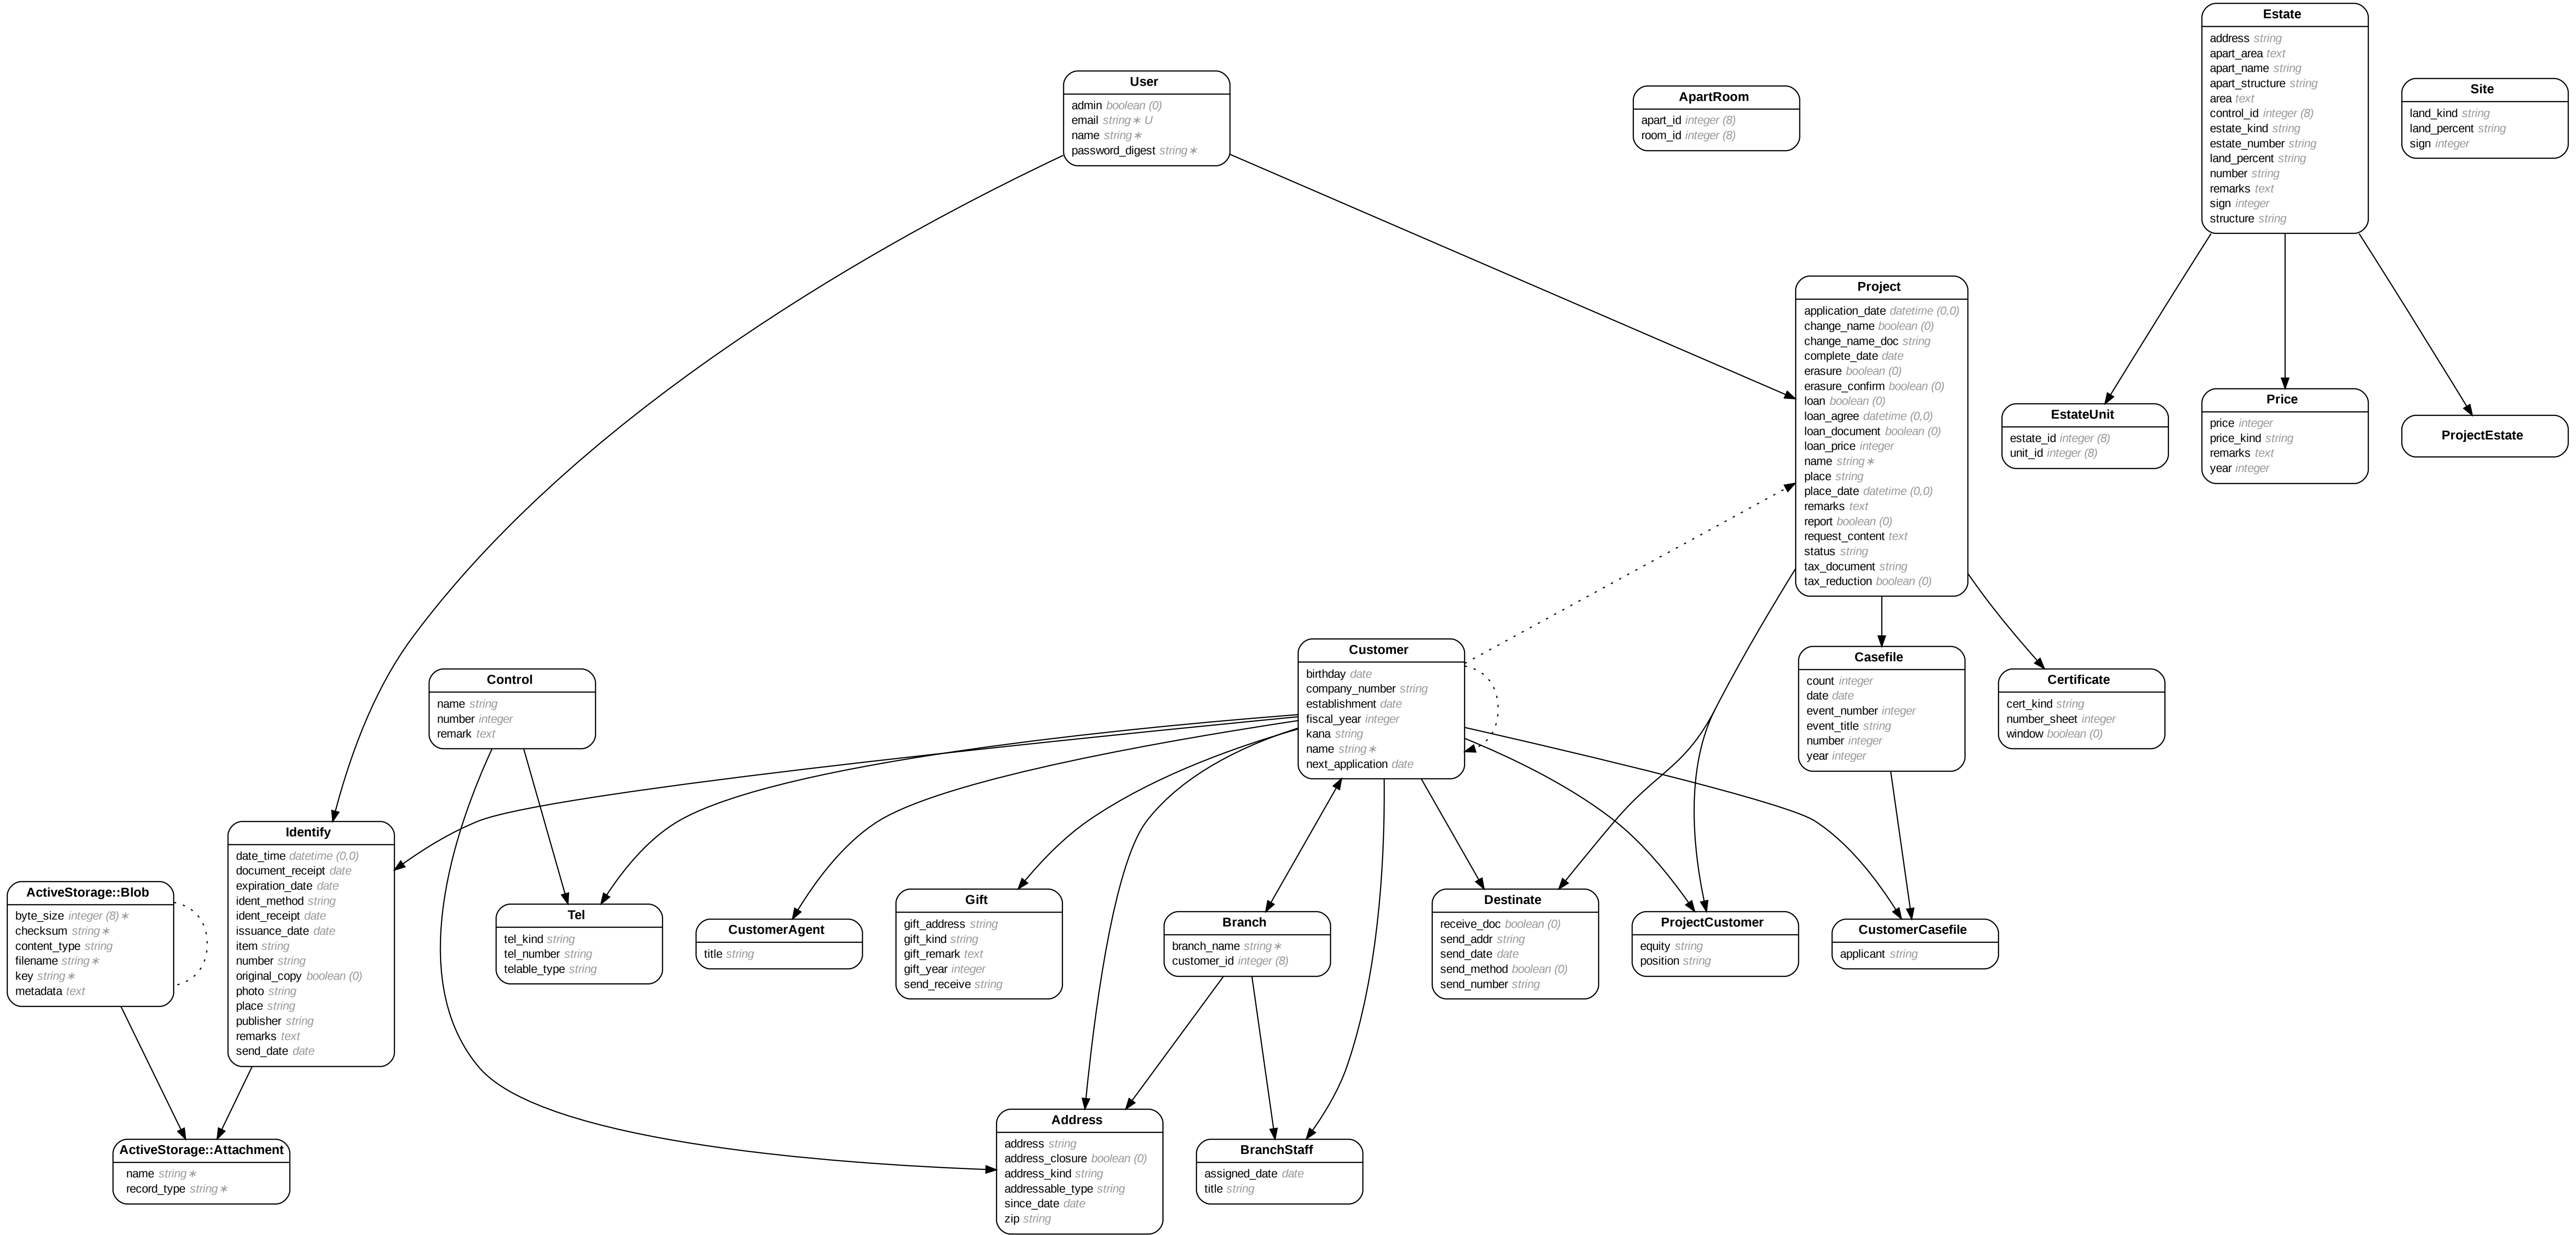 Estate
address string
apart_area text
apart_name string
apart_structure string
area text
control_id integer (8)
estate_kind string
estate_number string
land_percent string
number string
remarks text
sign integer
structure string
Site
land_kind string
land_percent string
sign integer
User
admin boolean (0)
email string∗ U
name string∗
password_digest string∗
ApartRoom
apart_id integer (8)
room_id integer (8)
Project
application_date datetime (0,0)
change_name boolean (0)
change_name_doc string
complete_date date
erasure boolean (0)
erasure_confirm boolean (0)
loan boolean (0)
loan_agree datetime (0,0)
loan_document boolean (0)
loan_price integer
name string∗
place string
place_date datetime (0,0)
remarks text
report boolean (0)
request_content text
status string
tax_document string
tax_reduction boolean (0)
EstateUnit
estate_id integer (8)
unit_id integer (8)
Price
price integer
price_kind string
remarks text
year integer
ProjectEstate
Customer
birthday date
company_number string
establishment date
fiscal_year integer
kana string
name string∗
next_application date
Casefile
count integer
date date
event_number integer
event_title string
number integer
year integer
Certificate
cert_kind string
number_sheet integer
window boolean (0)
Control
name string
number integer
remark text
Identify
date_time datetime (0,0)
document_receipt date
expiration_date date
ident_method string
ident_receipt date
issuance_date date
item string
number string
original_copy boolean (0)
photo string
place string
publisher string
remarks text
send_date date
ActiveStorage::Blob
byte_size integer (8)∗
checksum string∗
content_type string
filename string∗
key string∗
metadata text
Tel
tel_kind string
tel_number string
telable_type string
CustomerAgent
title string
Gift
gift_address string
gift_kind string
gift_remark text
gift_year integer
send_receive string
Branch
branch_name string∗
customer_id integer (8)
Destinate
receive_doc boolean (0)
send_addr string
send_date date
send_method boolean (0)
send_number string
ProjectCustomer
equity string
position string
CustomerCasefile
applicant string
ActiveStorage::Attachment
name string∗
record_type string∗
Address
address string
address_closure boolean (0)
address_kind string
addressable_type string
since_date date
zip string
BranchStaff
assigned_date date
title string